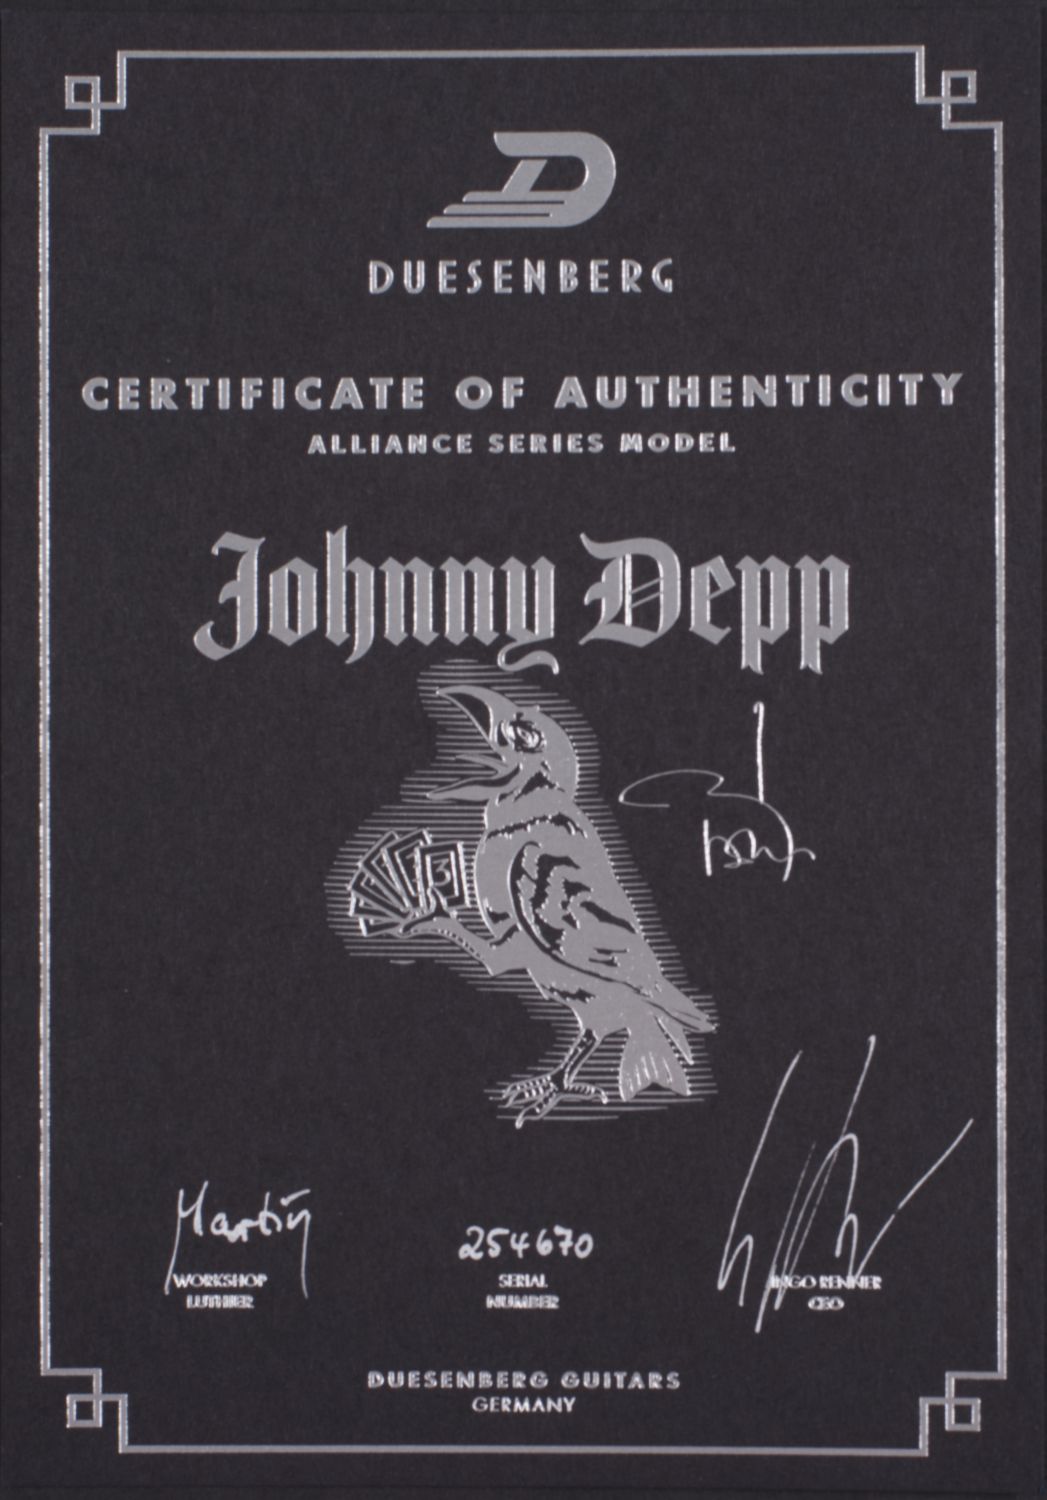 DUESENBERG
CERTIFICATE OF AUTHENTICITY
ALLIANCE SERIES MODEL
Johnny Depp
Martin
WORKSHOP
LUTHIER
254670
SERIAL
NUMBER
INGO RENNER
CEO
DUESENBERG GUITARS
GERMANY